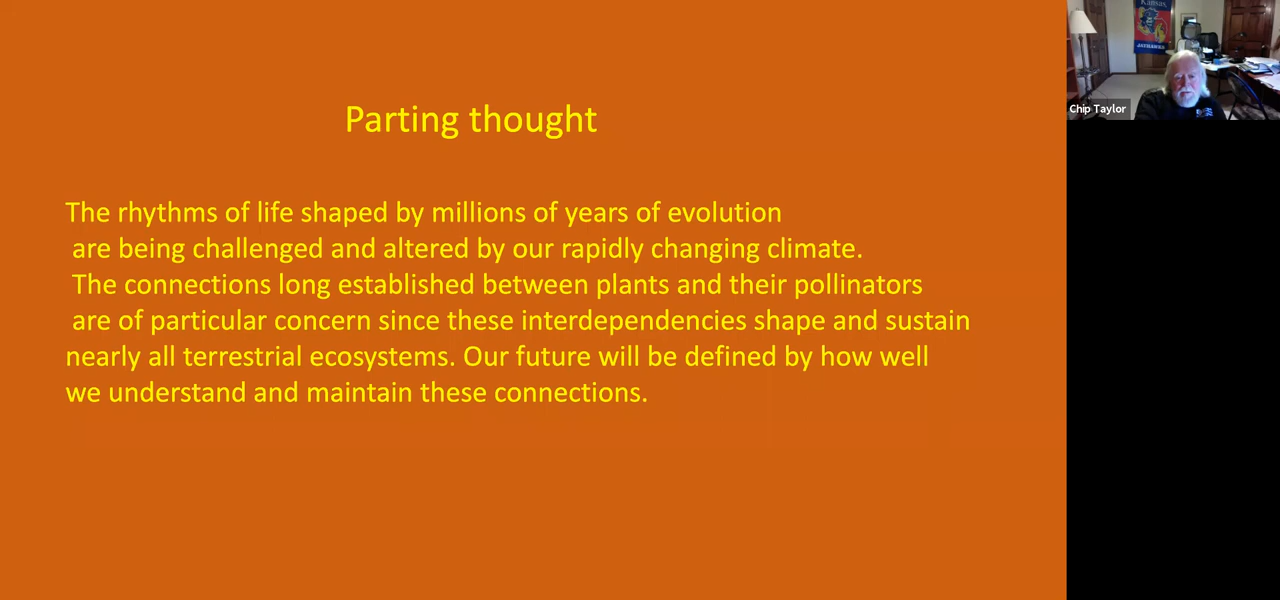 Parting thought
The rhythms of life shaped by millions of years of evolution
are being challenged and altered by our rapidly changing climate.
The connections long established between plants and their pollinators
are of particular concern since these interdependencies shape and sustain
nearly all terrestrial ecosystems. Our future will be defined by how well
we understand and maintain these connections.
Kansas
JAYHAWKS
Chip Taylor